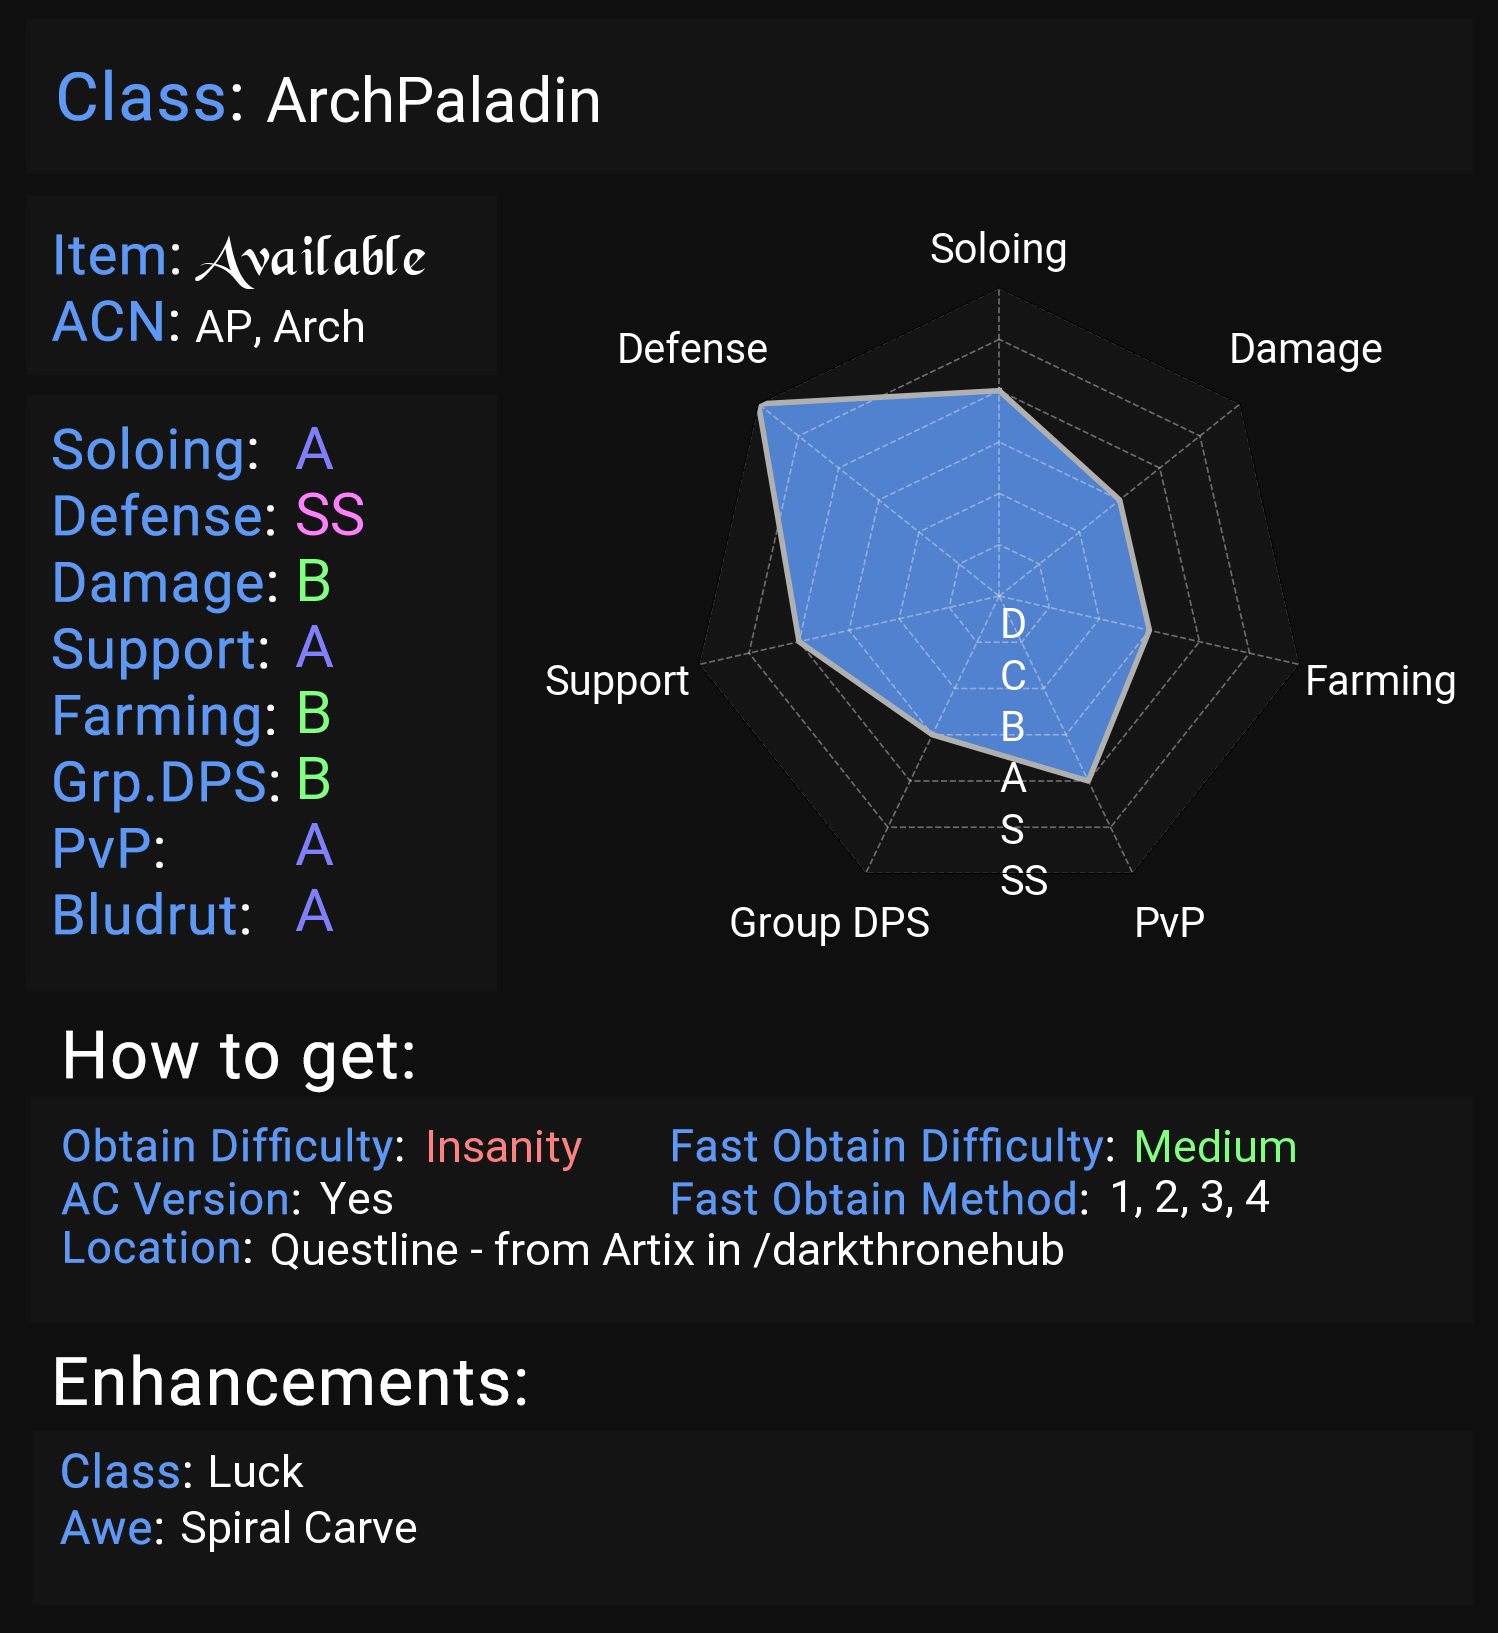 Class: ArchPaladin
Item: Available
ACN: AP, Arch
Soloing: A
Defense: SS
Damage: B
Support: A
Farming: B
Grp.DPS: B
PvP: A
Bludrut: A
Soloing
Defense
Damage
Support
Farming
Group DPS
PvP
D
C
B
A
S
SS
How to get:
Obtain Difficulty: Insanity
Fast Obtain Difficulty: Medium
AC Version: Yes
Fast Obtain Method: 1, 2, 3, 4
Location: Questline - from Artix in /darkthronehub
Enhancements:
Class: Luck
Awe: Spiral Carve